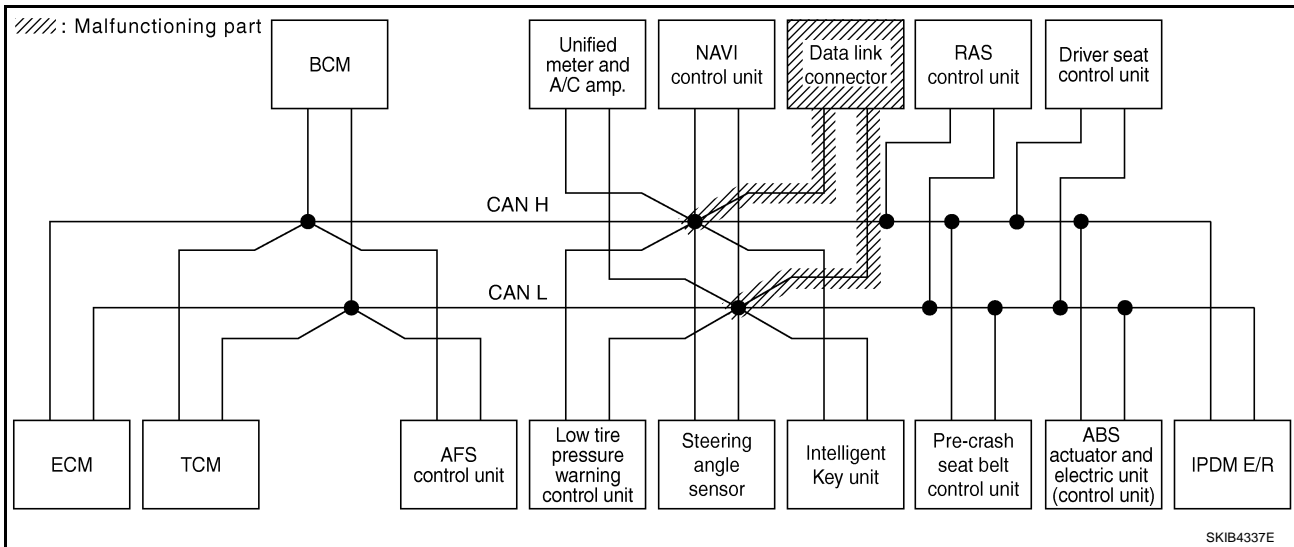 : Malfunctioning part
BCM
Unified
meter and
A/C amp.
NAVI
control unit
Data link
connector
RAS
control unit
Driver seat
control unit
CAN H
CAN L
ECM
TCM
AFS
control unit
Low tire
pressure
warning
control unit
Steering
angle
sensor
Intelligent
Key unit
Pre-crash
seat belt
control unit
ABS
actuator and
electric unit
(control unit)
IPDM E/R
SKIB4337E